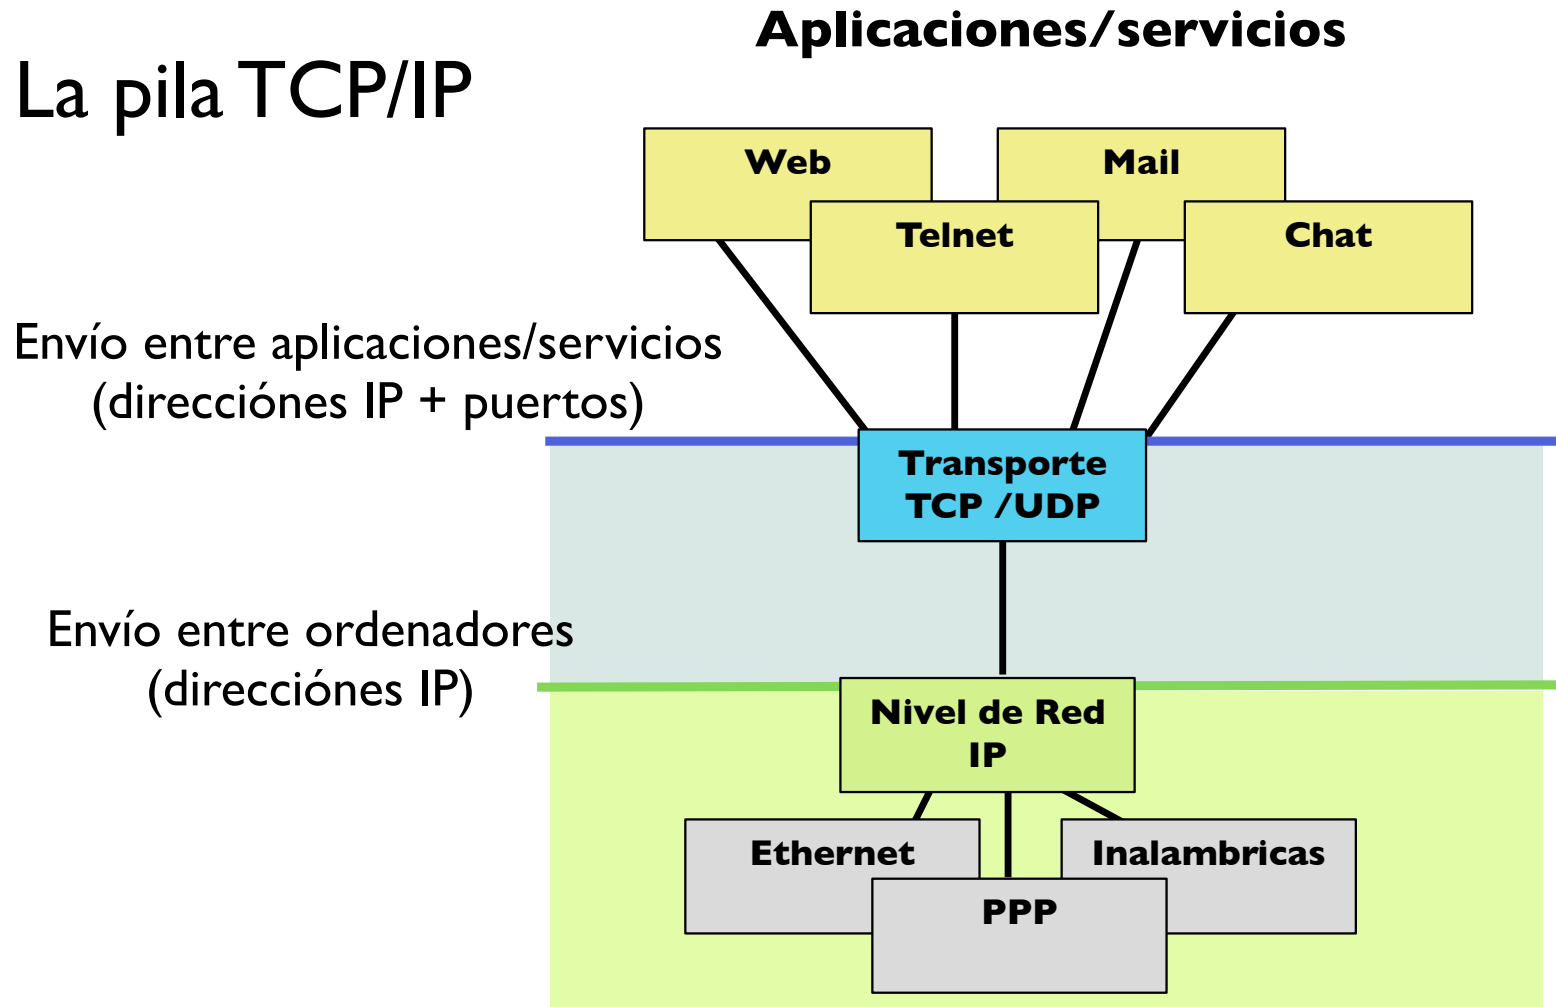 Aplicaciones/servicios
La pila TCP/IP
Web
Mail
Telnet
Chat
Envío entre aplicaciones/servicios
(direcciónes IP + puertos)
Transporte
TCP /UDP
Envío entre ordenadores
(direcciónes IP)
Nivel de Red
IP
Ethernet
Inalambricas
PPP